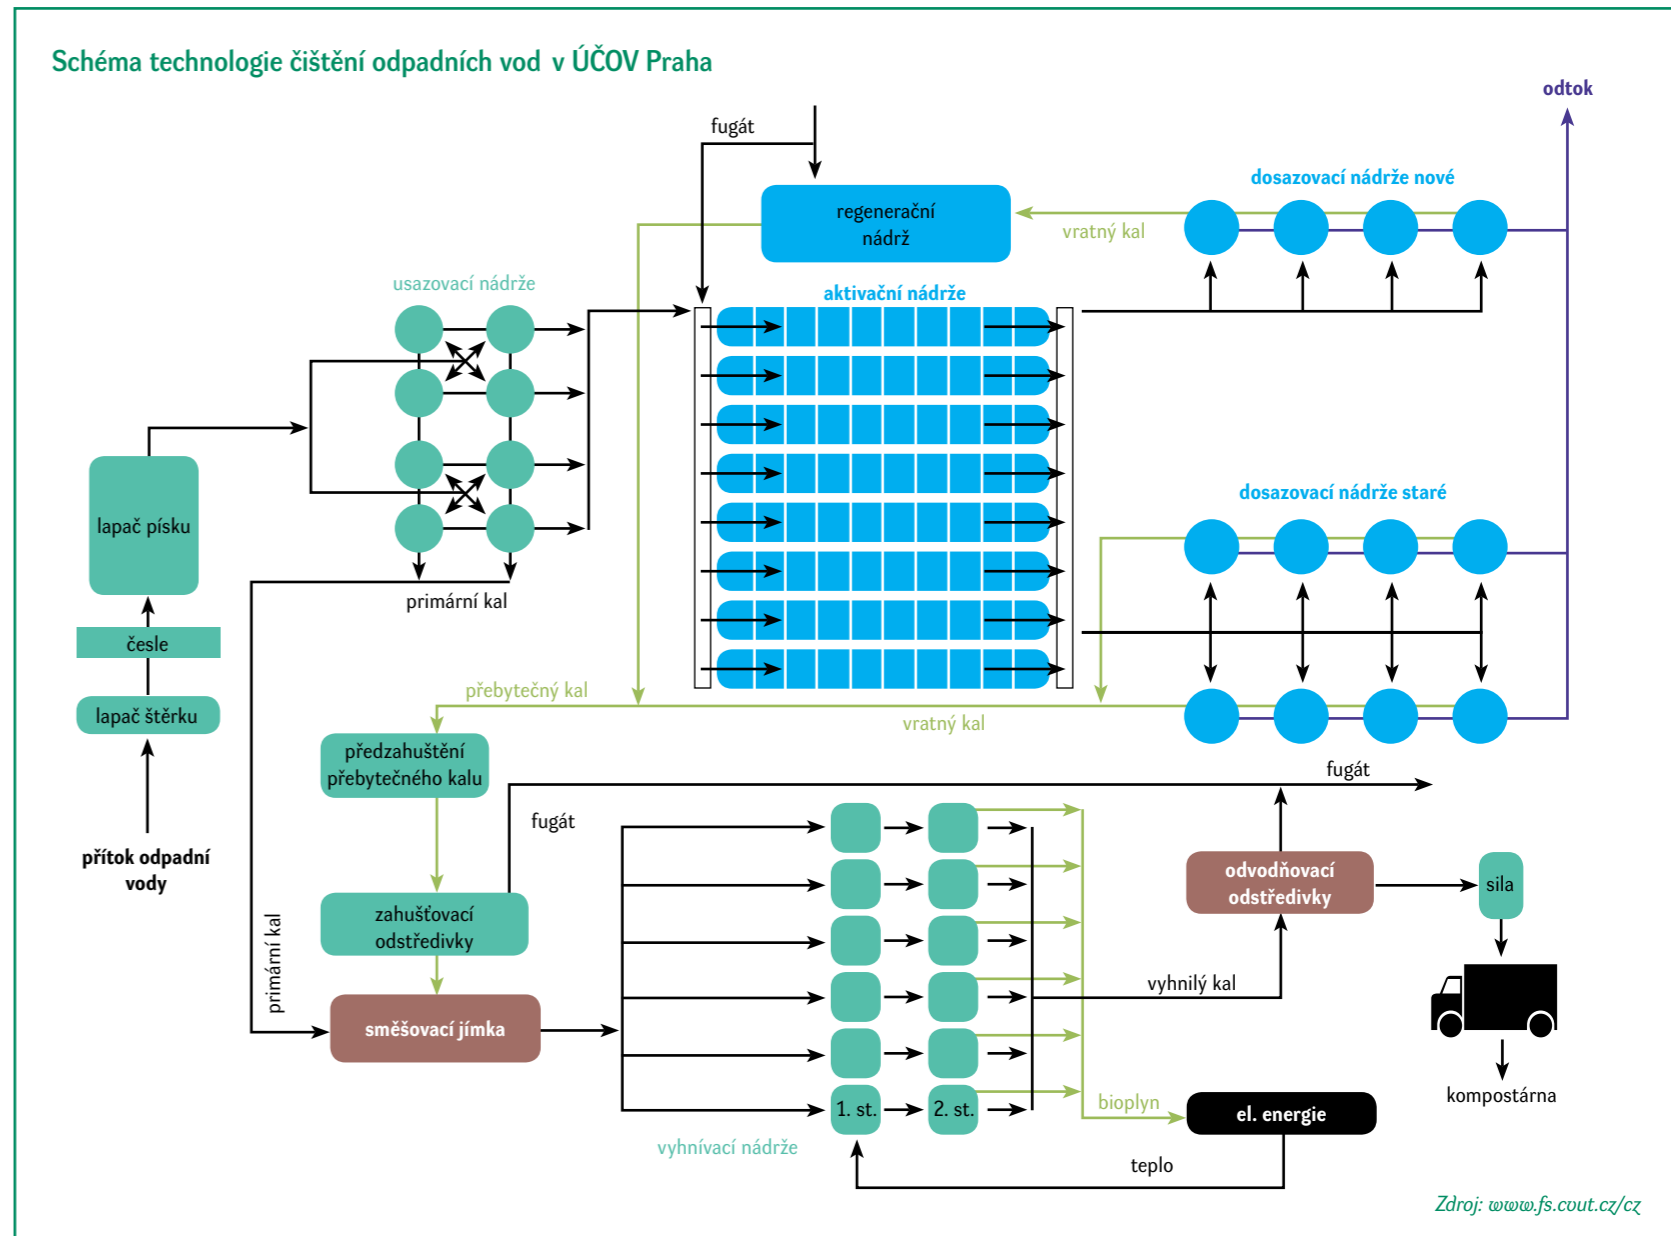 Schéma technologie čištění odpadních vod v ÚČOV Praha
odtok
fugát
dosazovací nádrže nové
regenerační
nádrž
vratný kal
usazovací nádrže
aktivační nádrže
lapač písku
dosazovací nádrže staré
primární kal
česle
přebytečný kal
lapač štěrku
vratný kal
předzahuštění
přebytečného kalu
fugát
fugát
přítok odpadní
vody
odvodňovací
odstředivky
sila
zahušťovací
odstředivky
primární kal
vyhnilý kal
směšovací jímka
kompostárna
1. st.
2. st.
bioplyn
el. energie
vyhnívací nádrže
teplo
Zdroj: www.fs.cvut.cz/cz